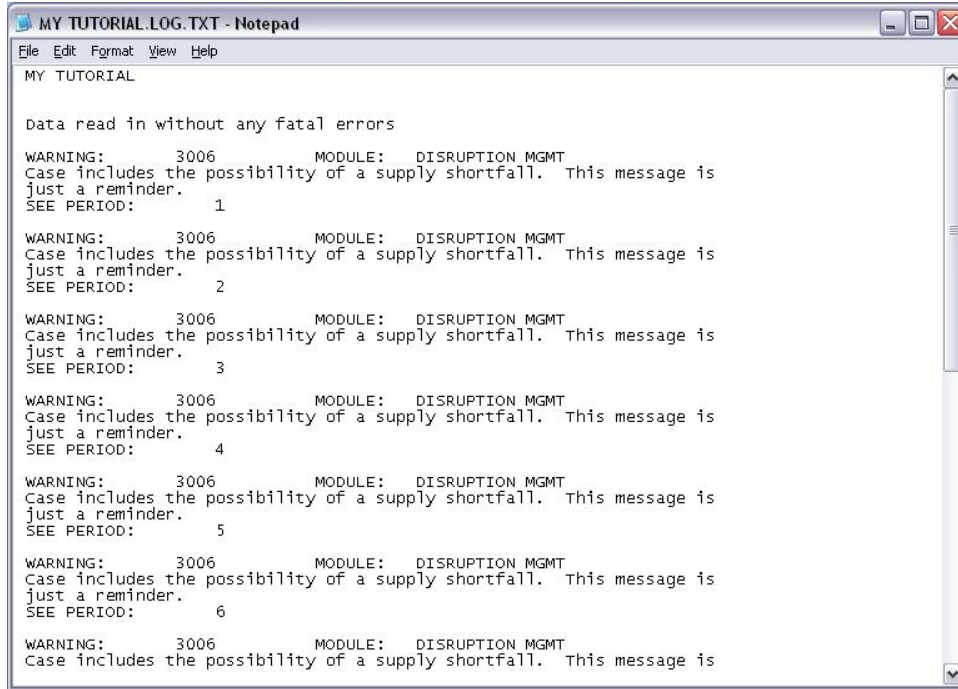 MY TUTORIAL.LOG.TXT - Notepad
File Edit Format View Help
MY TUTORIAL
Data read in without any fatal errors
WARNING: 3006 MODULE: DISRUPTION MGMT
Case includes the possibility of a supply shortfall. This message is
just a reminder.
SEE PERIOD: 1
WARNING: 3006 MODULE: DISRUPTION MGMT
Case includes the possibility of a supply shortfall. This message is
just a reminder.
SEE PERIOD: 2
WARNING: 3006 MODULE: DISRUPTION MGMT
Case includes the possibility of a supply shortfall. This message is
just a reminder.
SEE PERIOD: 3
WARNING: 3006 MODULE: DISRUPTION MGMT
Case includes the possibility of a supply shortfall. This message is
just a reminder.
SEE PERIOD: 4
WARNING: 3006 MODULE: DISRUPTION MGMT
Case includes the possibility of a supply shortfall. This message is
just a reminder.
SEE PERIOD: 5
WARNING: 3006 MODULE: DISRUPTION MGMT
Case includes the possibility of a supply shortfall. This message is
just a reminder.
SEE PERIOD: 6
WARNING: 3006 MODULE: DISRUPTION MGMT
Case includes the possibility of a supply shortfall. This message is